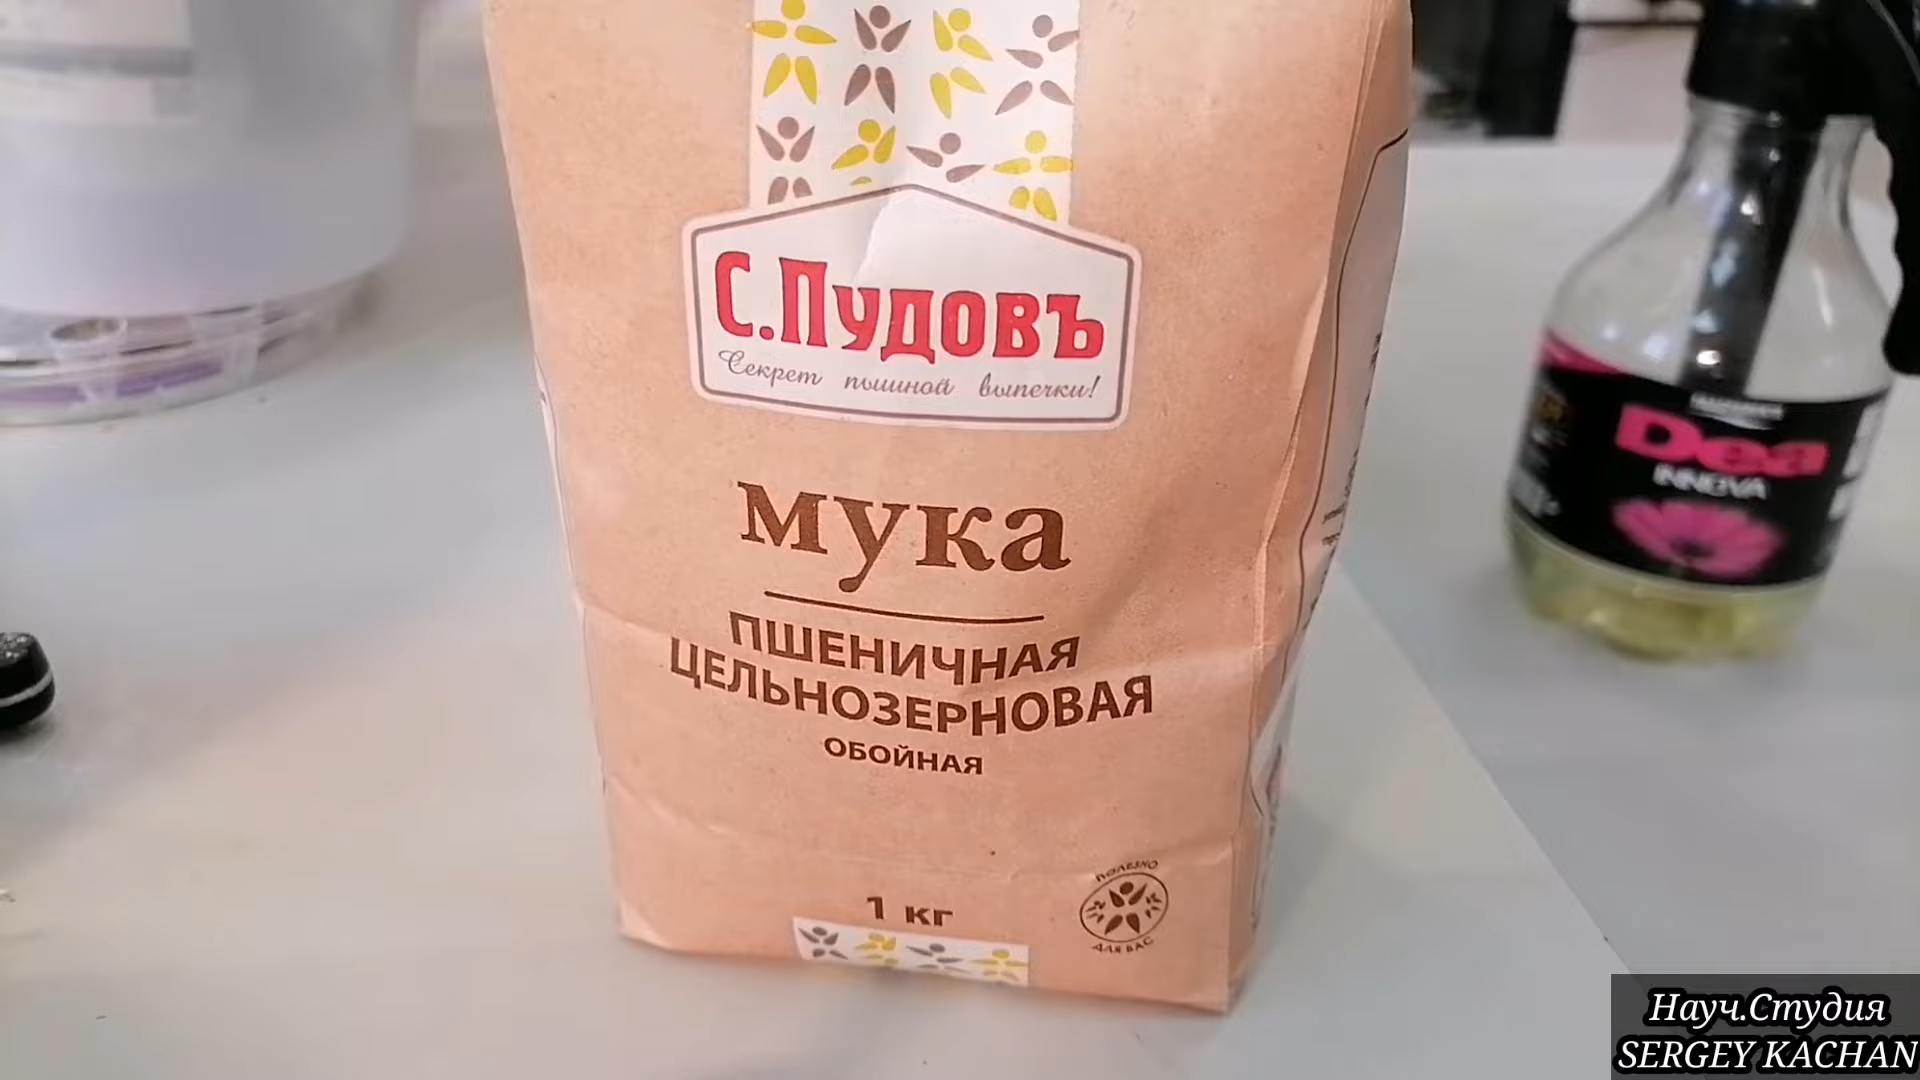 С.Пудовъ
Секрет пышной выпечки!
мука
ПШЕНИЧНАЯ
ЦЕЛЬНОЗЕРНОВАЯ
ОБОЙНАЯ
1 кг
ПОЛЕЗНО
ДЛЯ ВАС
Dea
INNOVA
Науч.Студия
SERGEY KACHAN